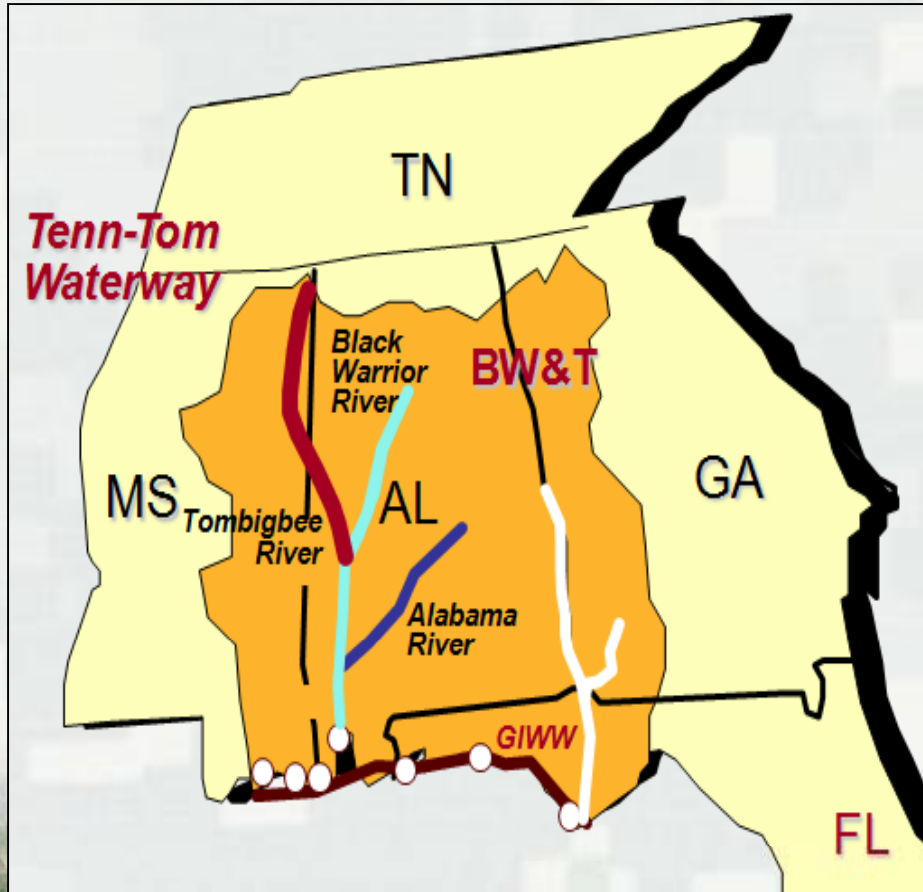 TN
Tenn-Tom
Waterway
Black
Warrior
River
BW&T
MS
AL
GA
Tombigbee
River
Alabama
River
GIWW
FL